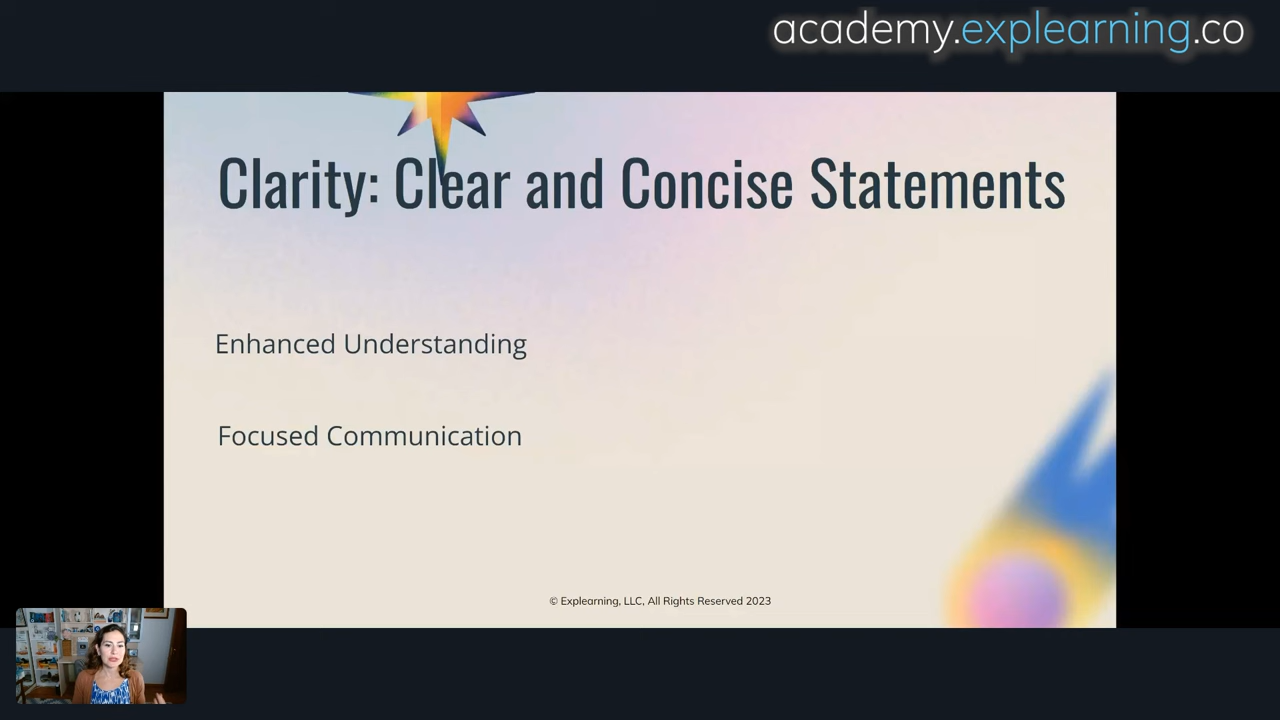 academy.explearning.co
Clarity: Clear and Concise Statements
Enhanced Understanding
Focused Communication
© Explearning, LLC, All Rights Reserved 2023